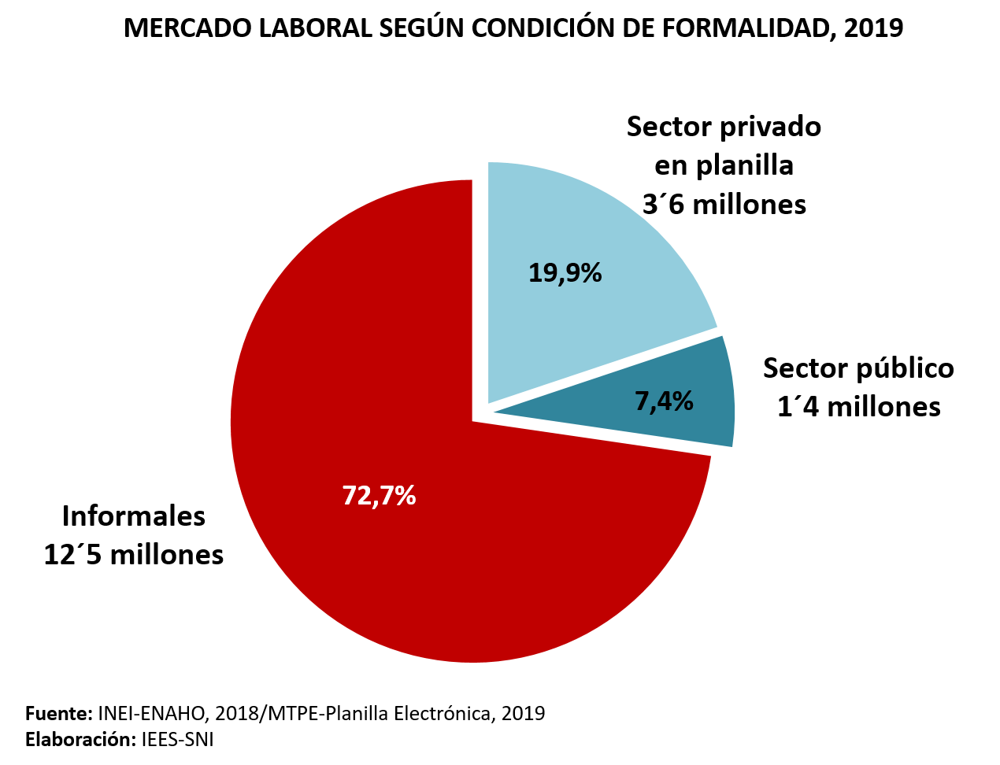 MERCADO LABORAL SEGÚN CONDICIÓN DE FORMALIDAD, 2019
Sector privado
en planilla
3´6 millones
19,9%
Sector público
1´4 millones
7,4%
72,7%
Informales
12´5 millones
Fuente: INEI-ENAHO, 2018/MTPE-Planilla Electrónica, 2019
Elaboración: IEES-SNI